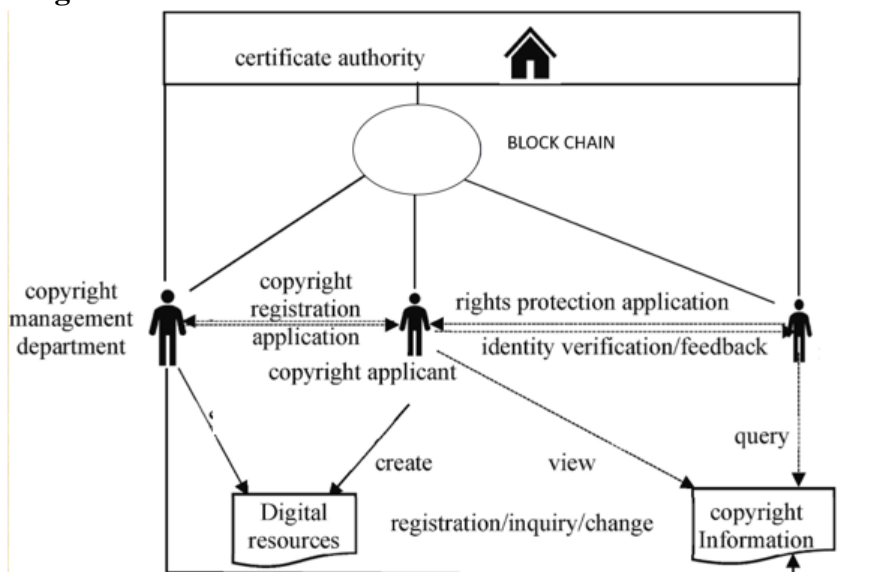 certificate authority
BLOCK CHAIN
copyright
management
department
copyright
registration
application
copyright applicant
rights protection application
identity verification/feedback
create
view
query
Digital
resources
registration/inquiry/change
copyright
Information